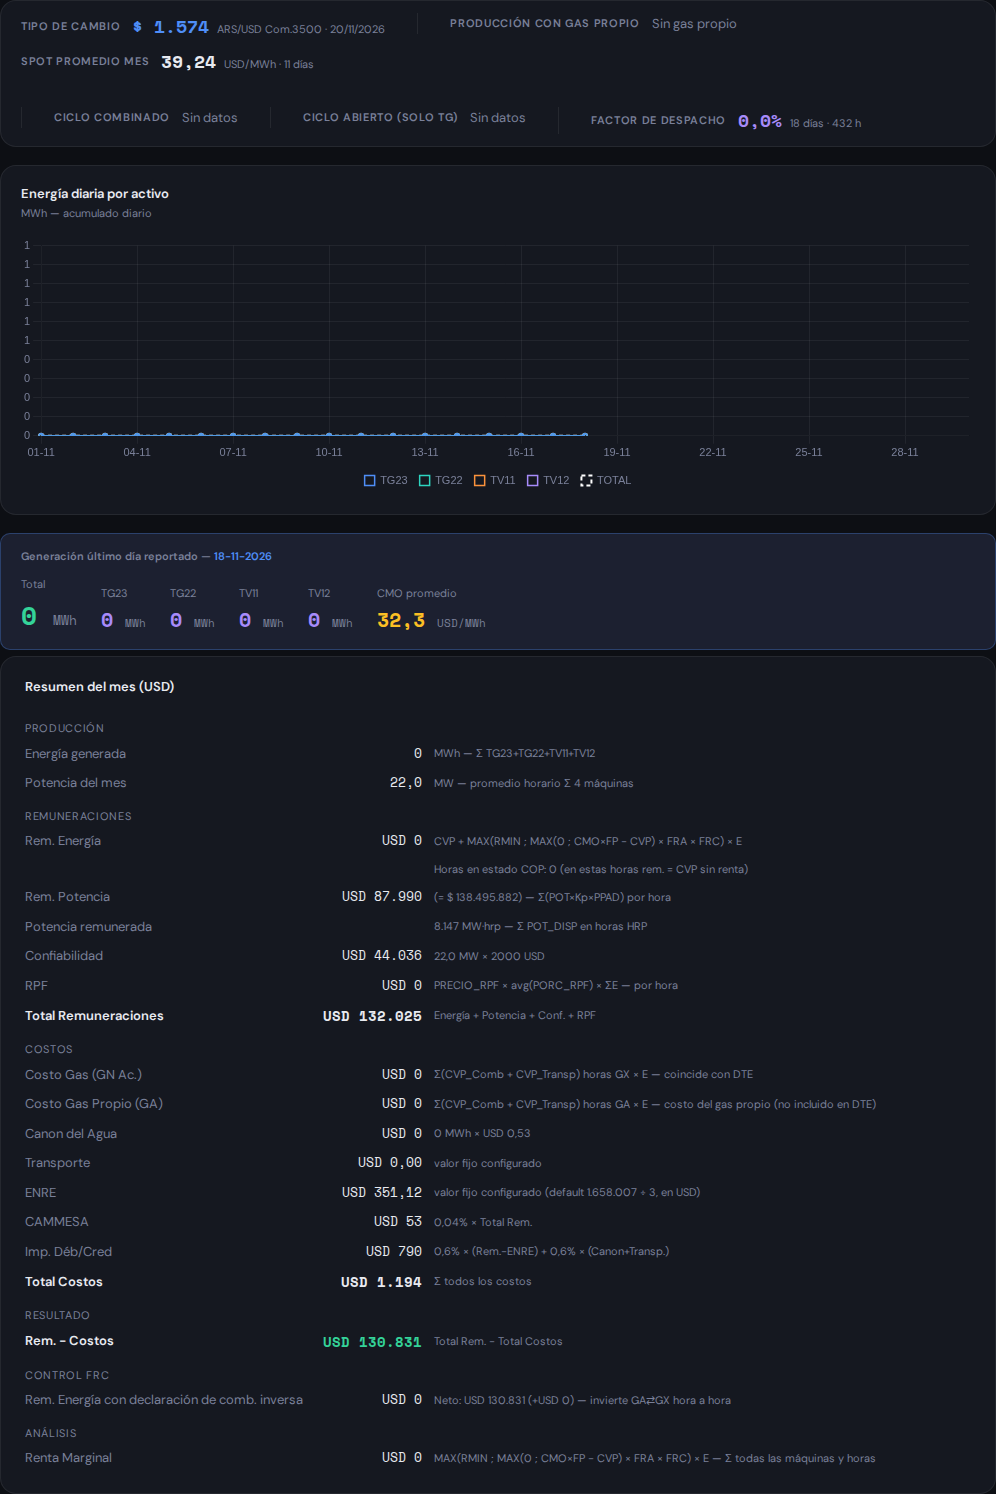 TIPO DE CAMBIO $ 1.574 ARS/USD Com.3500 · 20/11/2026
PRODUCCIÓN CON GAS PROPIO Sin gas propio
SPOT PROMEDIO MES 39,24 USD/MWh · 11 días
CICLO COMBINADO Sin datos
CICLO ABIERTO (SOLO TG) Sin datos
FACTOR DE DESPACHO 0,0% 18 días · 432 h
Energía diaria por activo
MWh — acumulado diario
1
1
1
1
1
1
0
0
0
0
0
01-11 04-11 07-11 10-11 13-11 16-11 19-11 22-11 25-11 28-11
TG23 TG22 TV11 TV12 TOTAL
Generación último día reportado — 18-11-2026
Total TG23 TG22 TV11 TV12 CMO promedio
0 MWh 0 MWh 0 MWh 0 MWh 0 MWh 32,3 USD/MWh
Resumen del mes (USD)
PRODUCCIÓN
Energía generada 0 MWh — Σ TG23+TG22+TV11+TV12
Potencia del mes 22,0 MW — promedio horario Σ 4 máquinas
REMUNERACIONES
Rem. Energía USD 0 CVP + MAX(RMIN ; MAX(0 ; CMO×FP − CVP) × FRA × FRC) × E
Horas en estado COP: 0 (en estas horas rem. = CVP sin renta)
Rem. Potencia USD 87.990 (= $ 138.495.882) — Σ(POT×Kp×PPAD) por hora
Potencia remunerada 8.147 MW·hrp — Σ POT_DISP en horas HRP
Confiabilidad USD 44.036 22,0 MW × 2000 USD
RPF USD 0 PRECIO_RPF × avg(PORC_RPF) × ΣE — por hora
Total Remuneraciones USD 132.025 Energía + Potencia + Conf. + RPF
COSTOS
Costo Gas (GN Ac.) USD 0 Σ(CVP_Comb + CVP_Transp) horas GX × E — coincide con DTE
Costo Gas Propio (GA) USD 0 Σ(CVP_Comb + CVP_Transp) horas GA × E — costo del gas propio (no incluido en DTE)
Canon del Agua USD 0 0 MWh × USD 0,53
Transporte USD 0,00 valor fijo configurado
ENRE USD 351,12 valor fijo configurado (default 1.658.007 ÷ 3, en USD)
CAMMESA USD 53 0,04% × Total Rem.
Imp. Déb/Cred USD 790 0,6% × (Rem.−ENRE) + 0,6% × (Canon+Transp.)
Total Costos USD 1.194 Σ todos los costos
RESULTADO
Rem. − Costos USD 130.831 Total Rem. − Total Costos
CONTROL FRC
Rem. Energía con declaración de comb. inversa USD 0 Neto: USD 130.831 (+USD 0) — invierte GA⇄GX hora a hora
ANÁLISIS
Renta Marginal USD 0 MAX(RMIN ; MAX(0 ; CMO×FP − CVP) × FRA × FRC) × E — Σ todas las máquinas y horas